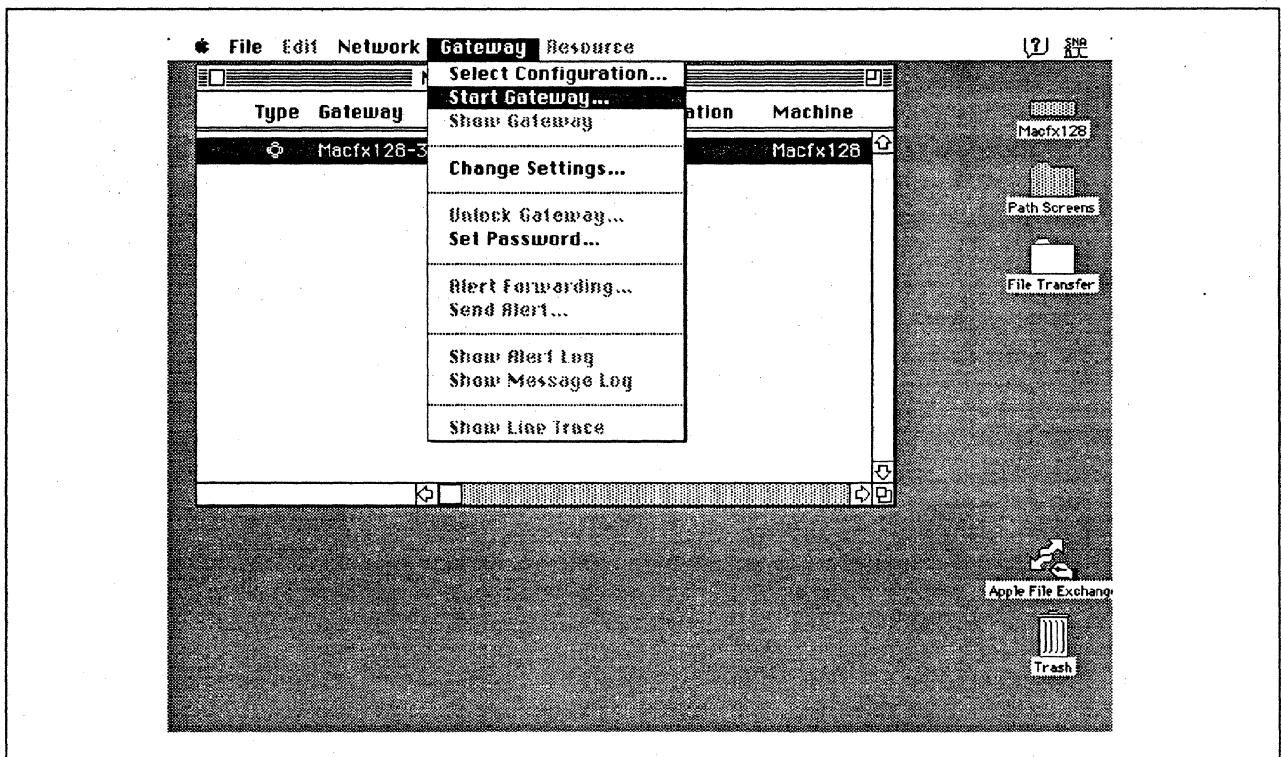 File Edit Network Gateway Resource
SNA
Select Configuration...
Start Gateway...
Show Gateway
Change Settings...
Unlock Gateway...
Set Password...
Alert Forwarding...
Send Alert...
Show Alert Log
Show Message Log
Show Line Trace
Type Gateway ation Machine
Macfx128-3 Macfx128
Macfx128
Path Screens
File Transfer
Apple File Exchang
Trash